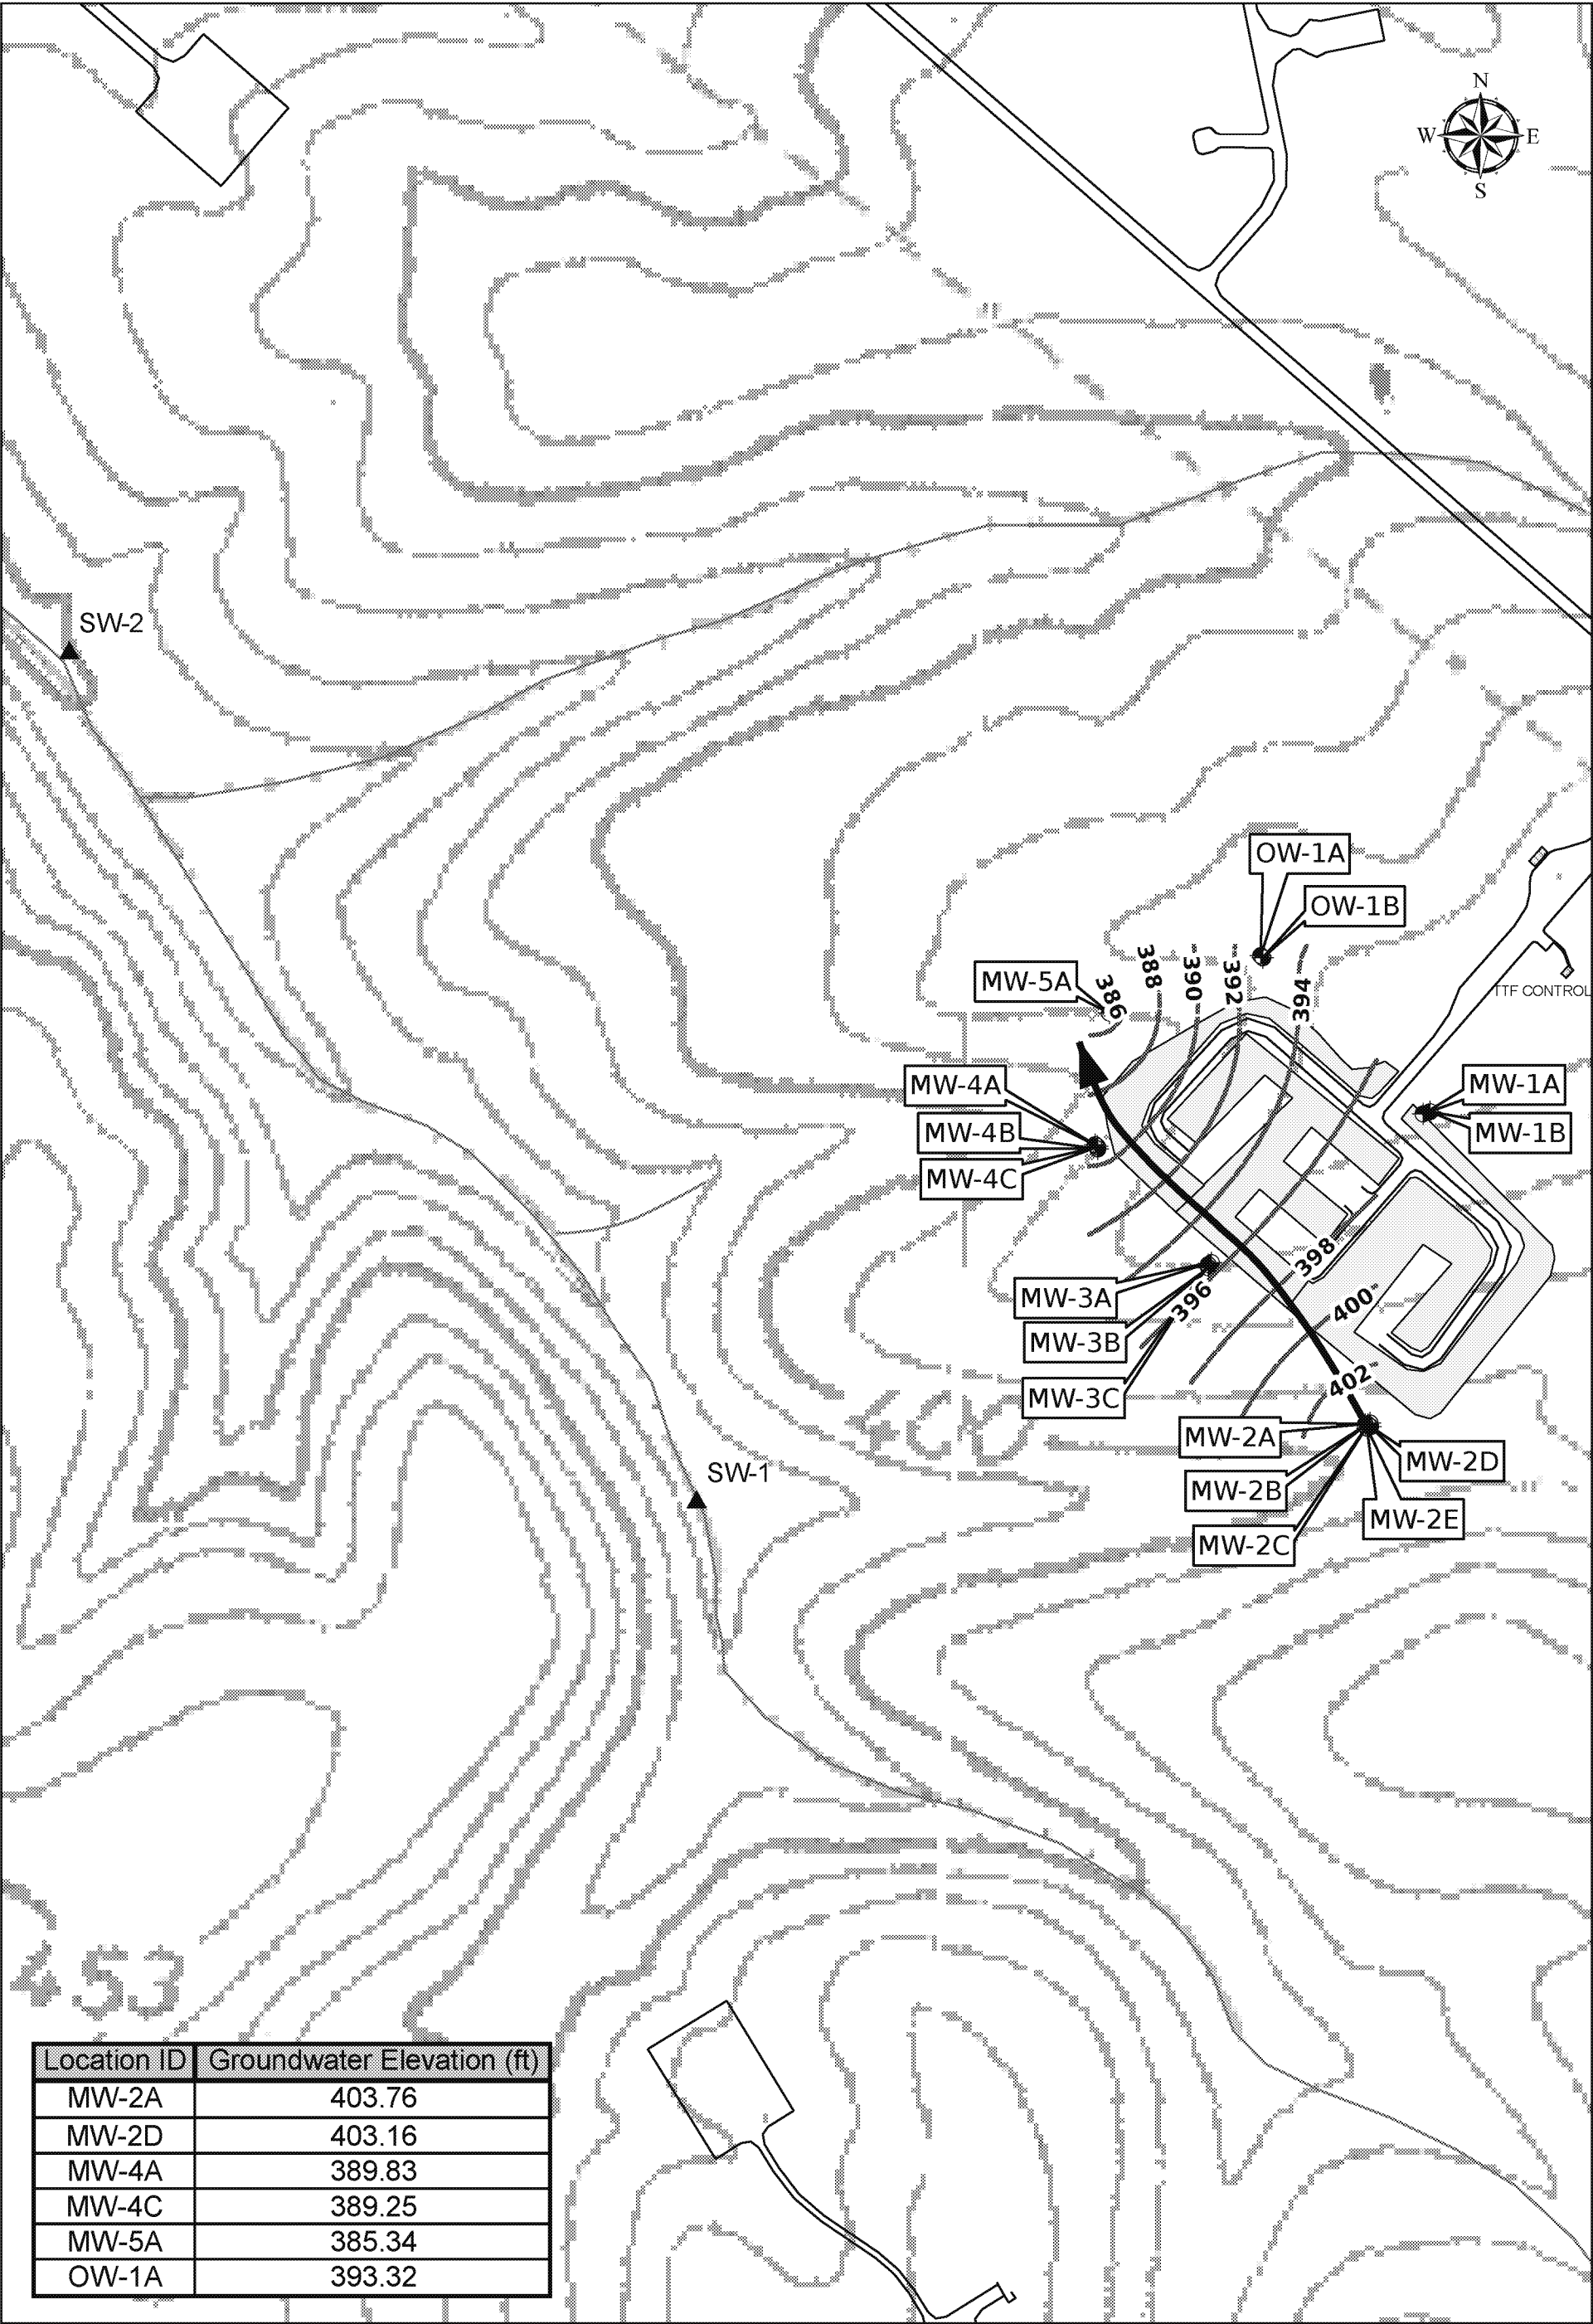 N
W E
S
SW-2
OW-1A
OW-1B
MW-5A
386
388
390
392
394
TTF CONTROL
MW-4A
MW-4B
MW-4C
MW-1A
MW-1B
MW-3A
MW-3B
MW-3C
396
398
400
402
400
MW-2A
MW-2B
MW-2C
MW-2D
MW-2E
SW-1
453
Location ID Groundwater Elevation (ft)
MW-2A 403.76
MW-2D 403.16
MW-4A 389.83
MW-4C 389.25
MW-5A 385.34
OW-1A 393.32